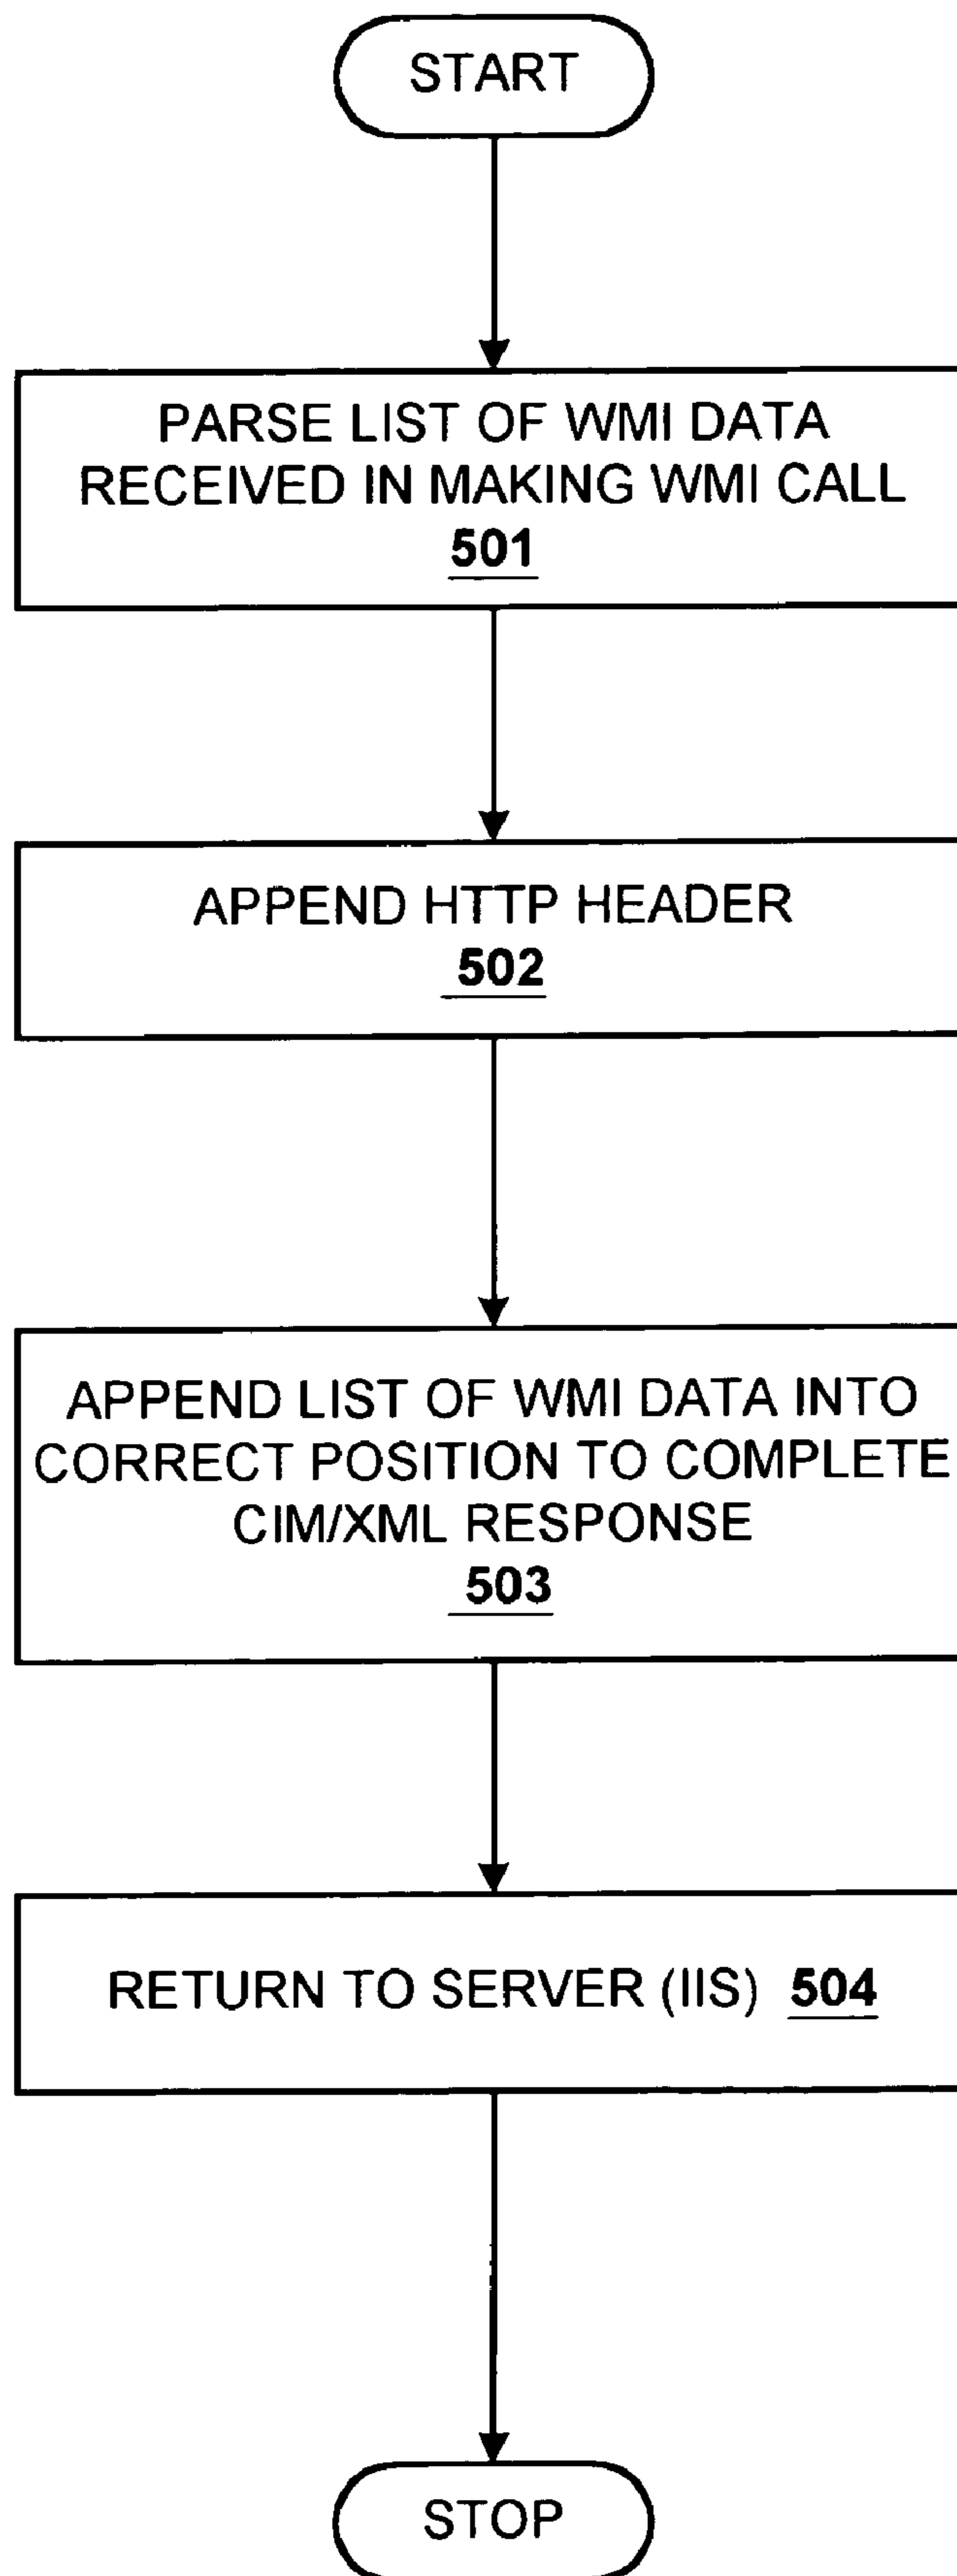 START
PARSE LIST OF WMI DATA
RECEIVED IN MAKING WMI CALL
501
APPEND HTTP HEADER
502
APPEND LIST OF WMI DATA INTO
CORRECT POSITION TO COMPLETE
CIM/XML RESPONSE
503
RETURN TO SERVER (IIS) 504
STOP